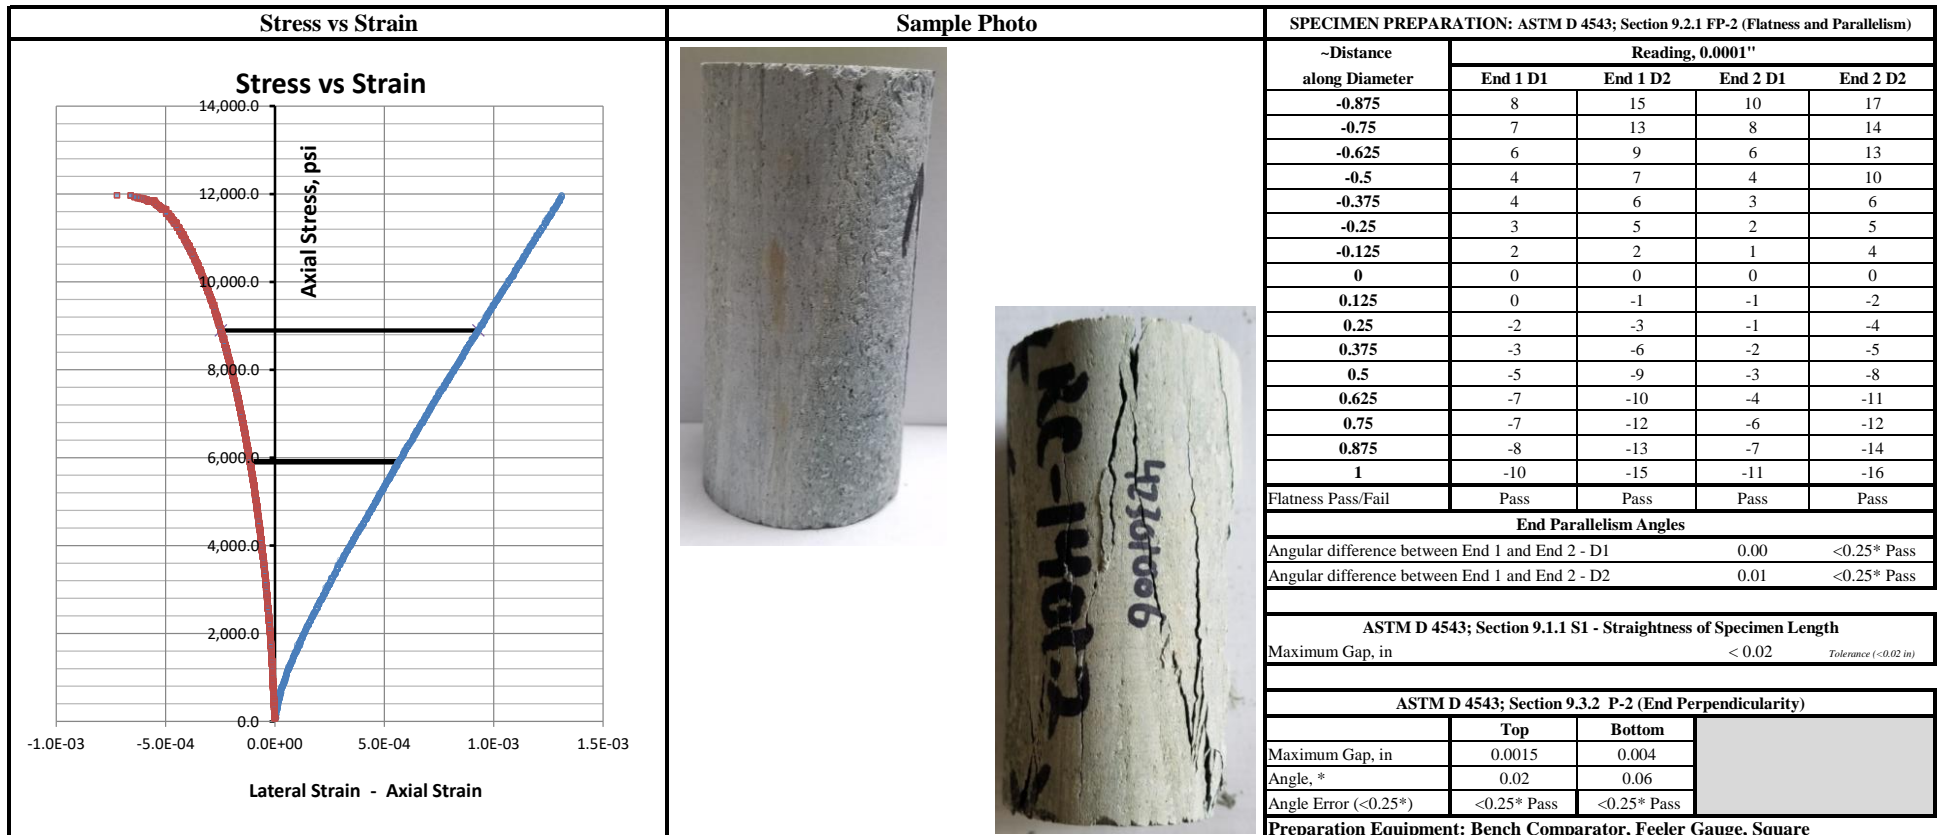 Stress vs Strain
Sample Photo
SPECIMEN PREPARATION: ASTM D 4543; Section 9.2.1 FP-2 (Flatness and Parallelism)
Stress vs Strain
14,000.0
12,000.0
10,000.0
8,000.0
6,000.0
4,000.0
2,000.0
0.0
Axial Stress, psi
-1.0E-03 -5.0E-04 0.0E+00 5.0E-04 1.0E-03 1.5E-03
Lateral Strain - Axial Strain
~Distance Reading, 0.0001"
along Diameter End 1 D1 End 1 D2 End 2 D1 End 2 D2
-0.875 8 15 10 17
-0.75 7 13 8 14
-0.625 6 9 6 13
-0.5 4 7 4 10
-0.375 4 6 3 6
-0.25 3 5 2 5
-0.125 2 2 1 4
0 0 0 0 0
0.125 0 -1 -1 -2
0.25 -2 -3 -1 -4
0.375 -3 -6 -2 -5
0.5 -5 -9 -3 -8
0.625 -7 -10 -4 -11
0.75 -7 -12 -6 -12
0.875 -8 -13 -7 -14
1 -10 -15 -11 -16
Flatness Pass/Fail Pass Pass Pass Pass
End Parallelism Angles
Angular difference between End 1 and End 2 - D1 0.00 <0.25* Pass
Angular difference between End 1 and End 2 - D2 0.01 <0.25* Pass
ASTM D 4543; Section 9.1.1 S1 - Straightness of Specimen Length
Maximum Gap, in < 0.02 Tolerance (<0.02 in)
ASTM D 4543; Section 9.3.2 P-2 (End Perpendicularity)
Top Bottom
Maximum Gap, in 0.0015 0.004
Angle, * 0.02 0.06
Angle Error (<0.25*) <0.25* Pass <0.25* Pass
Preparation Equipment: Bench Comparator, Feeler Gauge, Square